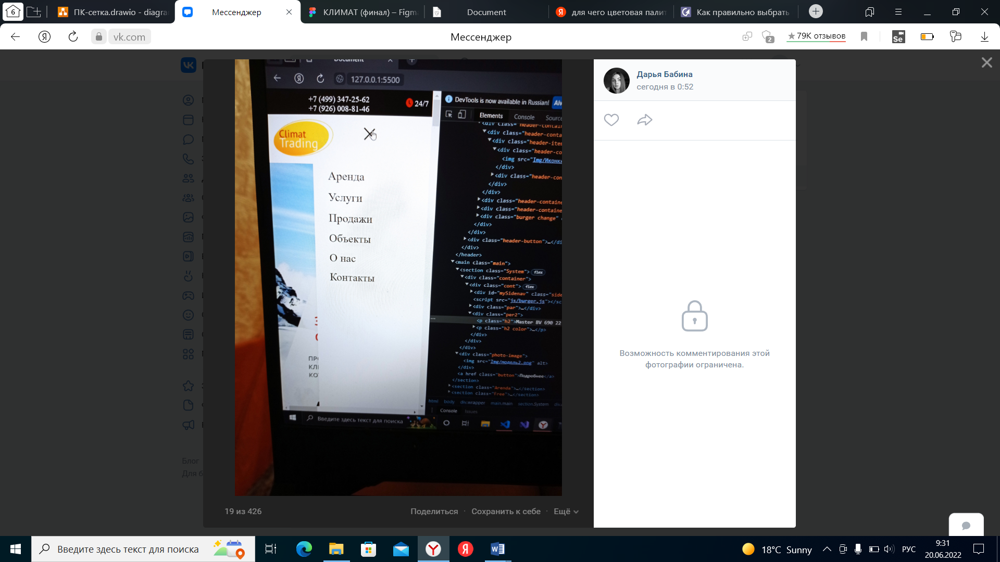 6
ПК-сетка.drawio - diagra
Мессенджер
КЛИМАТ (финал) – Figm
Document
для чего цветовая палит
Как правильно выбрать
vk.com
Мессенджер
2
★79K отзывов
Se
Document
127.0.0.1:5500
+7 (499) 347-25-62
+7 (926) 008-81-46
24/7
Climat
Trading
Аренда
Услуги
Продажи
Объекты
О нас
Контакты
ПРО
КЛИ
КО
DevTools is now available in Russian!
Elements
Console
Source
<div class="header-contain
<div class="header-conta
<div class="header-ite
<div class="header-co
<img src="Img/Иконки
</div>
<div class="header-con
</div>
</div>
<div class="header-containe
<div class="header-containe
<div class="burger change"
</div>
</div>
<div class="header-button">…</di
</div>
</header>
<main class="main">
<section class="System"> flex
<div class="container">
<div class="cont"> flex
<div id="mySidenav" class="side
<script src="js/burger.js"></sc
<div class="par">…</div>
<div class="per2">
<p class="h2">Master BV 690 22
<p class="h2 color">…</p>
</div>
</div>
</div>
<div class="photo-image">
<img src="Img/модель2.png" alt>
</div>
<a href class="button">Подробнее</a>
</section>
<section class="Arenda">…</section>
<section class="Free">…</section>
html body div.wrapper main.main section.System div.
Console
Issues
Введите здесь текст для поиска
Дарья Бабина
сегодня в 0:52
Возможность комментирования этой
фотографии ограничена.
19 из 426
Поделиться · Сохранить к себе · Ещё
Блог
Для б
Введите здесь текст для поиска
18°C Sunny
РУС
9:31
20.06.2022